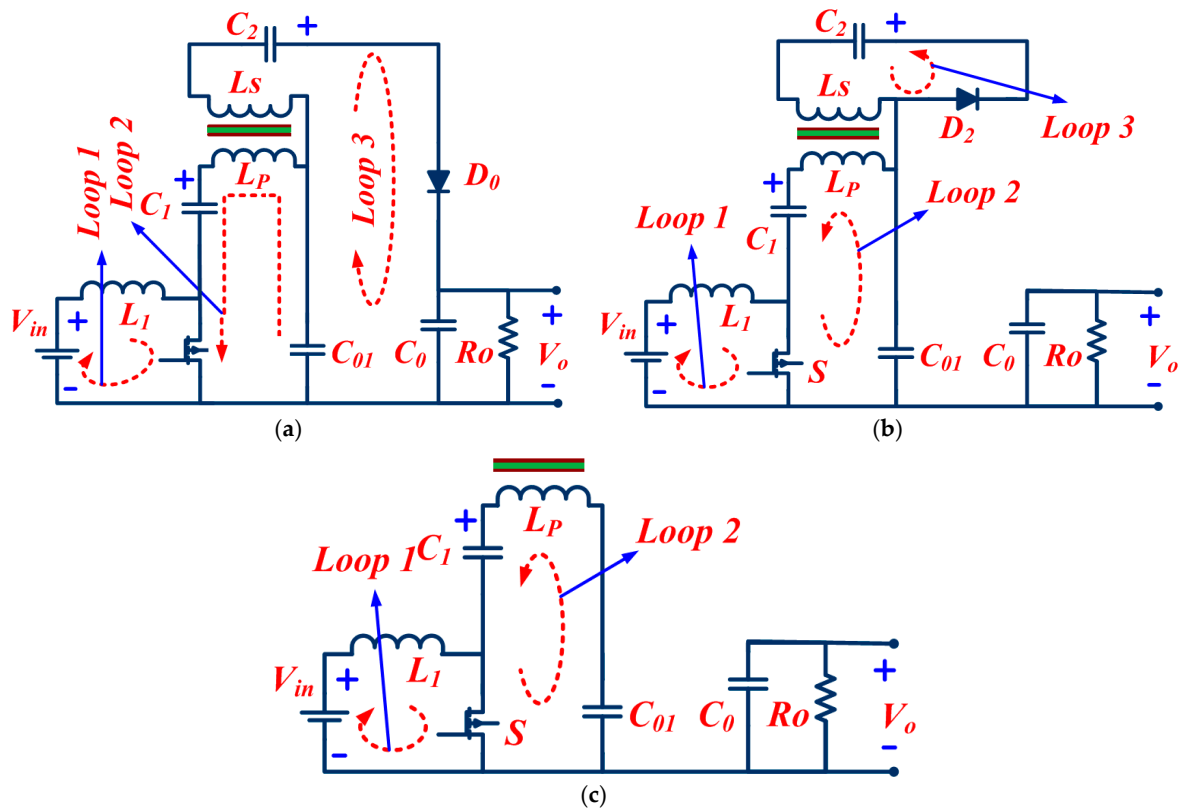 C2
+
Ls
Loop 3
D0
Loop 1
Loop 2
+
LP
C1
L1
Vin
+
-
C01
C0
Ro
+
Vo
-
(a)
C2
+
Ls
D2
Loop 3
+
LP
C1
Loop 2
Loop 1
L1
Vin
+
-
S
C01
C0
Ro
+
Vo
-
(b)
LP
+
C1
Loop 2
Loop 1
L1
Vin
+
-
S
C01
C0
Ro
+
Vo
-
(c)